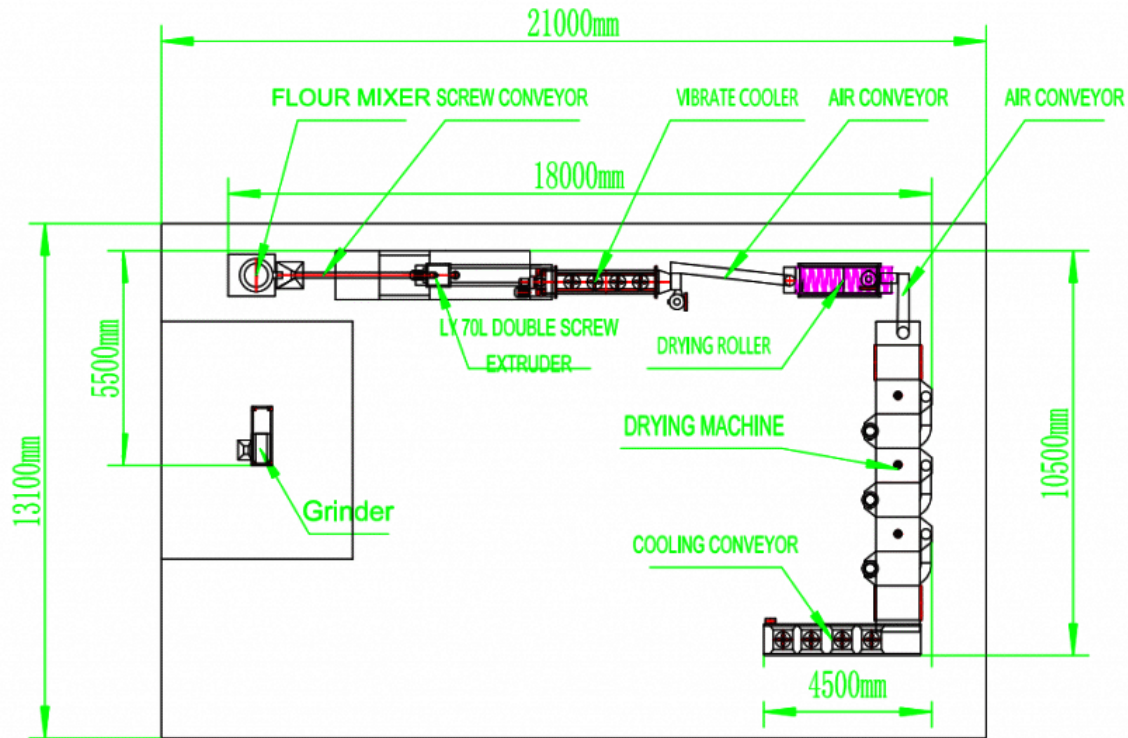 21000mm
FLOUR MIXER SCREW CONVEYOR
VIBRATE COOLER
AIR CONVEYOR
AIR CONVEYOR
18000mm
LY 70L DOUBLE SCREW
EXTRUDER
DRYING ROLLER
5500mm
13100mm
Grinder
DRYING MACHINE
10500mm
COOLING CONVEYOR
4500mm